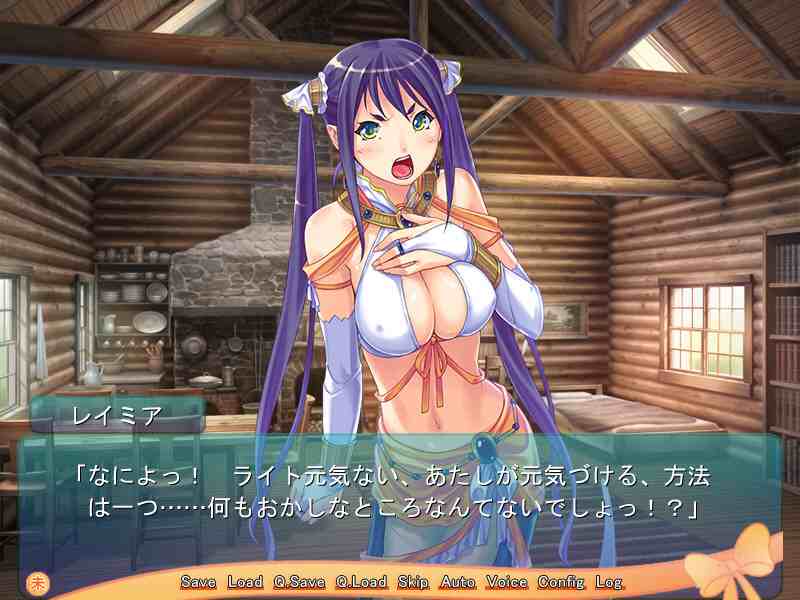 レイミア
「なによっ！　ライト元気ない、あたしが元気づける、方法
は一つ……何もおかしなところなんてないでしょっ！？」
未 Save Load Q.Save Q.Load Skip Auto Voice Config Log